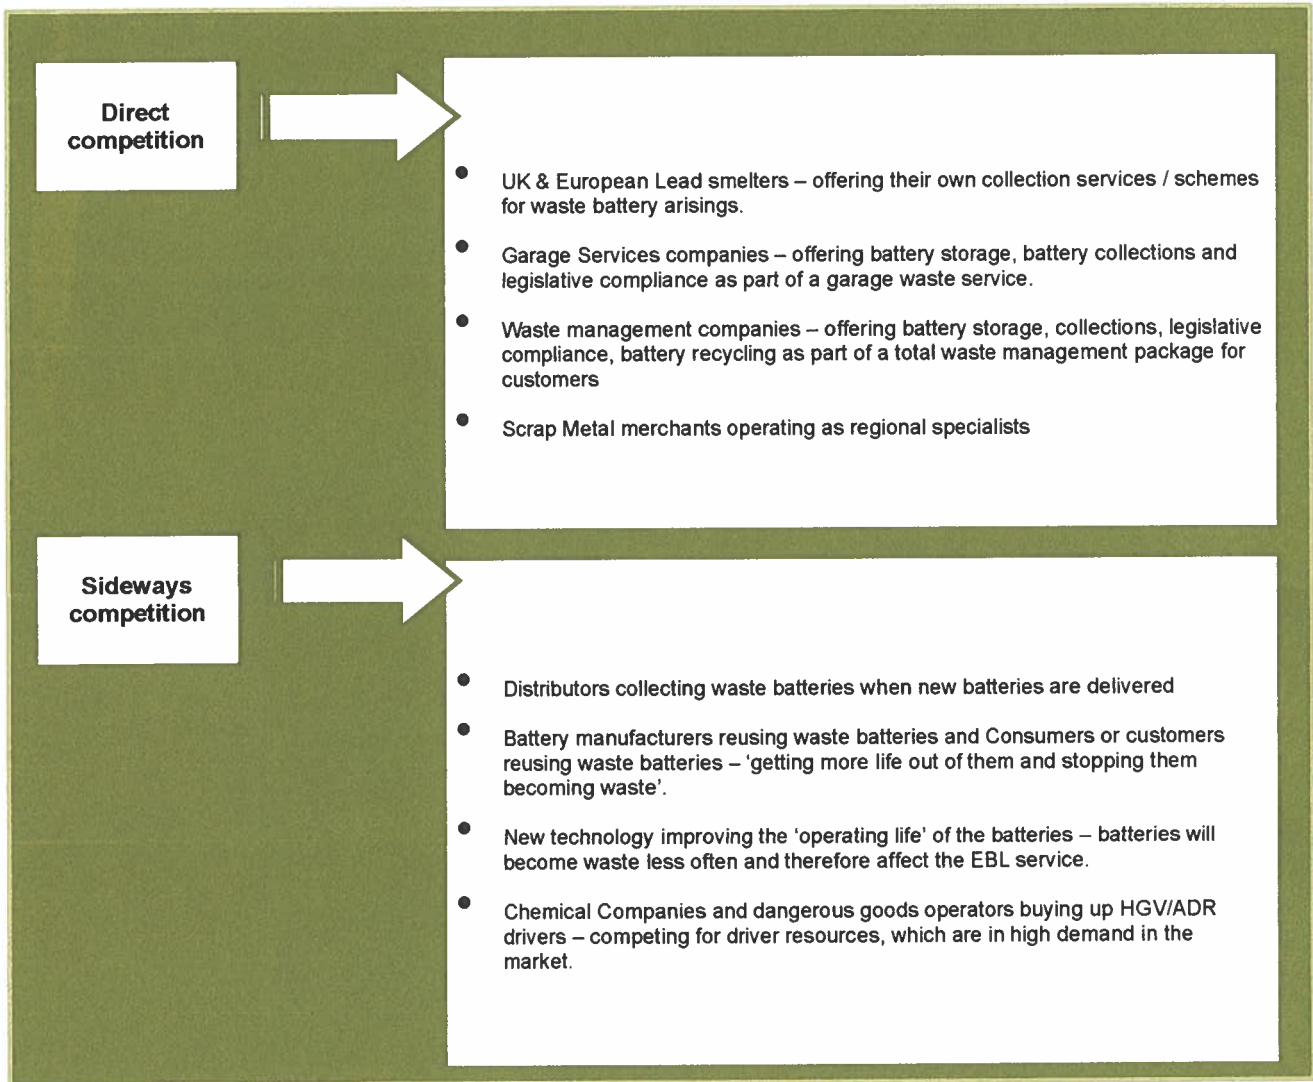 Direct
competition
• UK & European Lead smelters – offering their own collection services / schemes
for waste battery arisings.
• Garage Services companies – offering battery storage, battery collections and
legislative compliance as part of a garage waste service.
• Waste management companies – offering battery storage, collections, legislative
compliance, battery recycling as part of a total waste management package for
customers
• Scrap Metal merchants operating as regional specialists
Sideways
competition
• Distributors collecting waste batteries when new batteries are delivered
• Battery manufacturers reusing waste batteries and Consumers or customers
reusing waste batteries – ‘getting more life out of them and stopping them
becoming waste’.
• New technology improving the ‘operating life’ of the batteries – batteries will
become waste less often and therefore affect the EBL service.
• Chemical Companies and dangerous goods operators buying up HGV/ADR
drivers – competing for driver resources, which are in high demand in the
market.